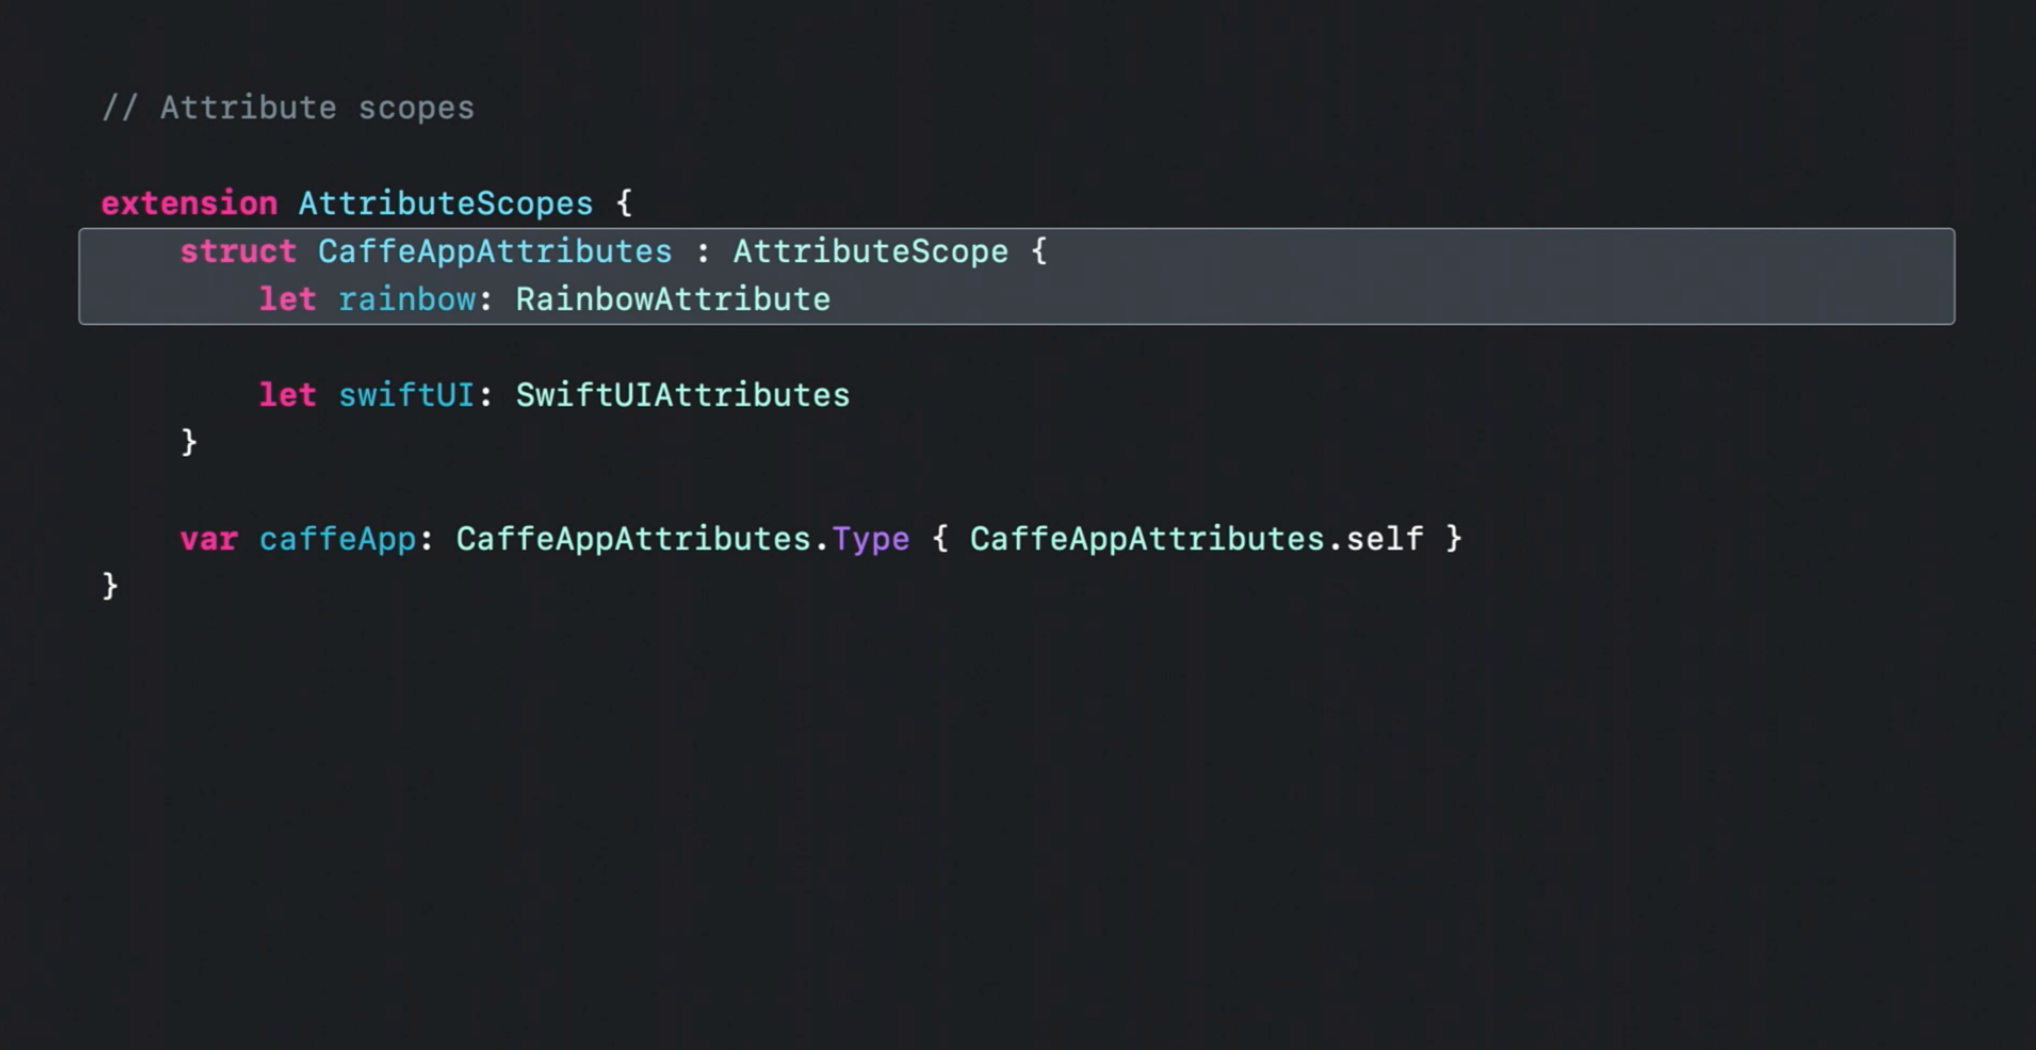 // Attribute scopes
extension AttributeScopes {
struct CaffeAppAttributes : AttributeScope {
let rainbow: RainbowAttribute
let swiftUI: SwiftUIAttributes
}
var caffeApp: CaffeAppAttributes.Type { CaffeAppAttributes.self }
}